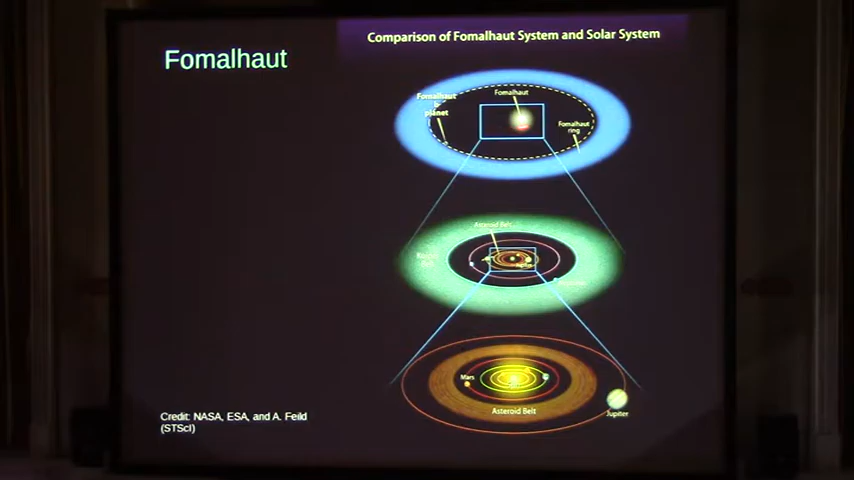 Comparison of Fomalhaut System and Solar System
Fomalhaut
Fomalhaut
b
planet
Fomalhaut
Fomalhaut
ring
Asteroid Belt
Mars
Asteroid Belt
Jupiter
Credit: NASA, ESA, and A. Feild
(STScI)